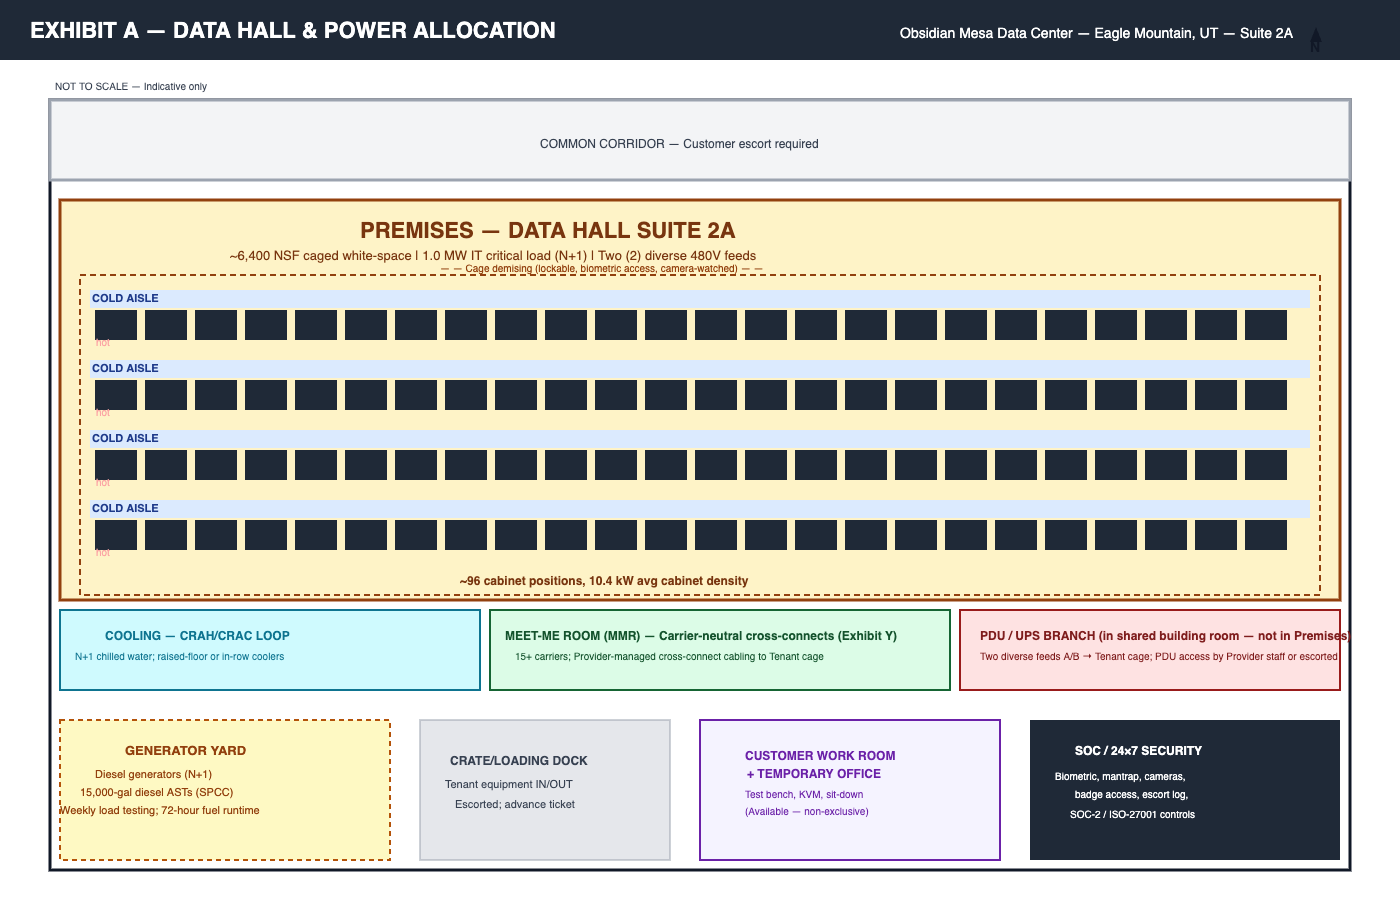 EXHIBIT A — DATA HALL & POWER ALLOCATION
Obsidian Mesa Data Center — Eagle Mountain, UT — Suite 2A
N
NOT TO SCALE — Indicative only
COMMON CORRIDOR — Customer escort required
PREMISES — DATA HALL SUITE 2A
~6,400 NSF caged white-space | 1.0 MW IT critical load (N+1) | Two (2) diverse 480V feeds
— — Cage demising (lockable, biometric access, camera-watched) — —
COLD AISLE
hot
COLD AISLE
hot
COLD AISLE
hot
COLD AISLE
hot
~96 cabinet positions, 10.4 kW avg cabinet density
COOLING — CRAH/CRAC LOOP
N+1 chilled water; raised-floor or in-row coolers
MEET-ME ROOM (MMR) — Carrier-neutral cross-connects (Exhibit Y)
15+ carriers; Provider-managed cross-connect cabling to Tenant cage
PDU / UPS BRANCH (in shared building room — not in Premises)
Two diverse feeds A/B → Tenant cage; PDU access by Provider staff or escorted
GENERATOR YARD
Diesel generators (N+1)
15,000-gal diesel ASTs (SPCC)
Weekly load testing; 72-hour fuel runtime
CRATE/LOADING DOCK
Tenant equipment IN/OUT
Escorted; advance ticket
CUSTOMER WORK ROOM
+ TEMPORARY OFFICE
Test bench, KVM, sit-down
(Available — non-exclusive)
SOC / 24×7 SECURITY
Biometric, mantrap, cameras,
badge access, escort log,
SOC-2 / ISO-27001 controls